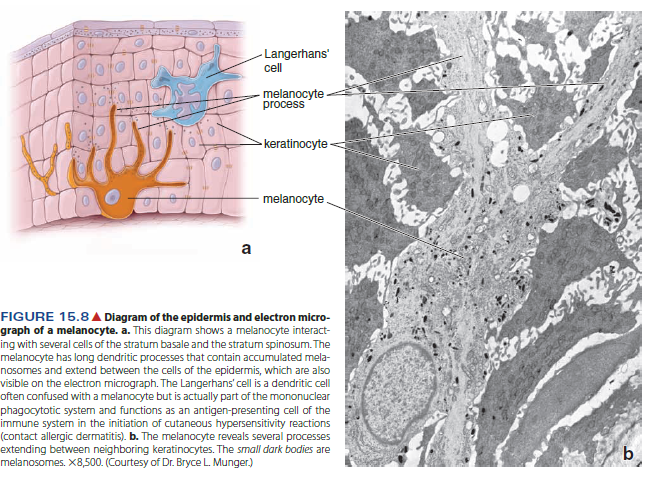 Langerhans'
cell
melanocyte
process
keratinocyte
melanocyte
a
b
FIGURE 15.8 ▲ Diagram of the epidermis and electron micro-
graph of a melanocyte. a. This diagram shows a melanocyte interact-
ing with several cells of the stratum basale and the stratum spinosum. The
melanocyte has long dendritic processes that contain accumulated mela-
nosomes and extend between the cells of the epidermis, which are also
visible on the electron micrograph. The Langerhans' cell is a dendritic cell
often confused with a melanocyte but is actually part of the mononuclear
phagocytotic system and functions as an antigen-presenting cell of the
immune system in the initiation of cutaneous hypersensitivity reactions
(contact allergic dermatitis). b. The melanocyte reveals several processes
extending between neighboring keratinocytes. The small dark bodies are
melanosomes. ×8,500. (Courtesy of Dr. Bryce L. Munger.)